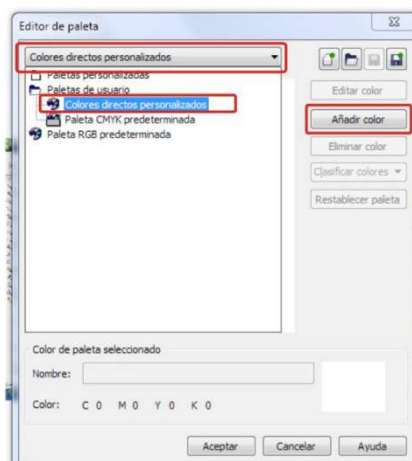 Editor de paleta
Colores directos personalizados
Paletas personalizadas
Paletas de usuario
Colores directos personalizados
Paleta CMYK predeterminada
Paleta RGB predeterminada
Editar color
Añadir color
Eliminar color
Clasificar colores
Restablecer paleta
Color de paleta seleccionado
Nombre:
Color: C 0 M 0 Y 0 K 0
Aceptar Cancelar Ayuda